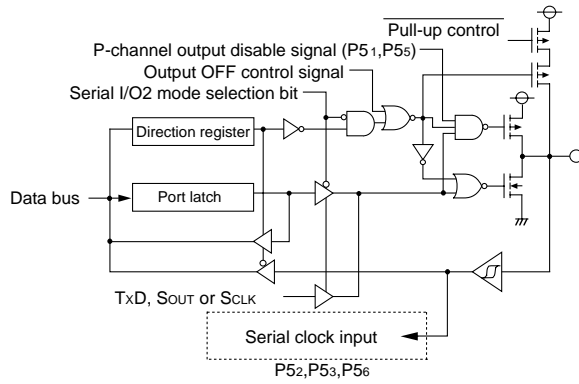 Pull-up control
P-channel output disable signal (P51,P55)
Output OFF control signal
Serial I/O2 mode selection bit
Direction register
Data bus
Port latch
TxD, SOUT or SCLK
Serial clock input
P52,P53,P56